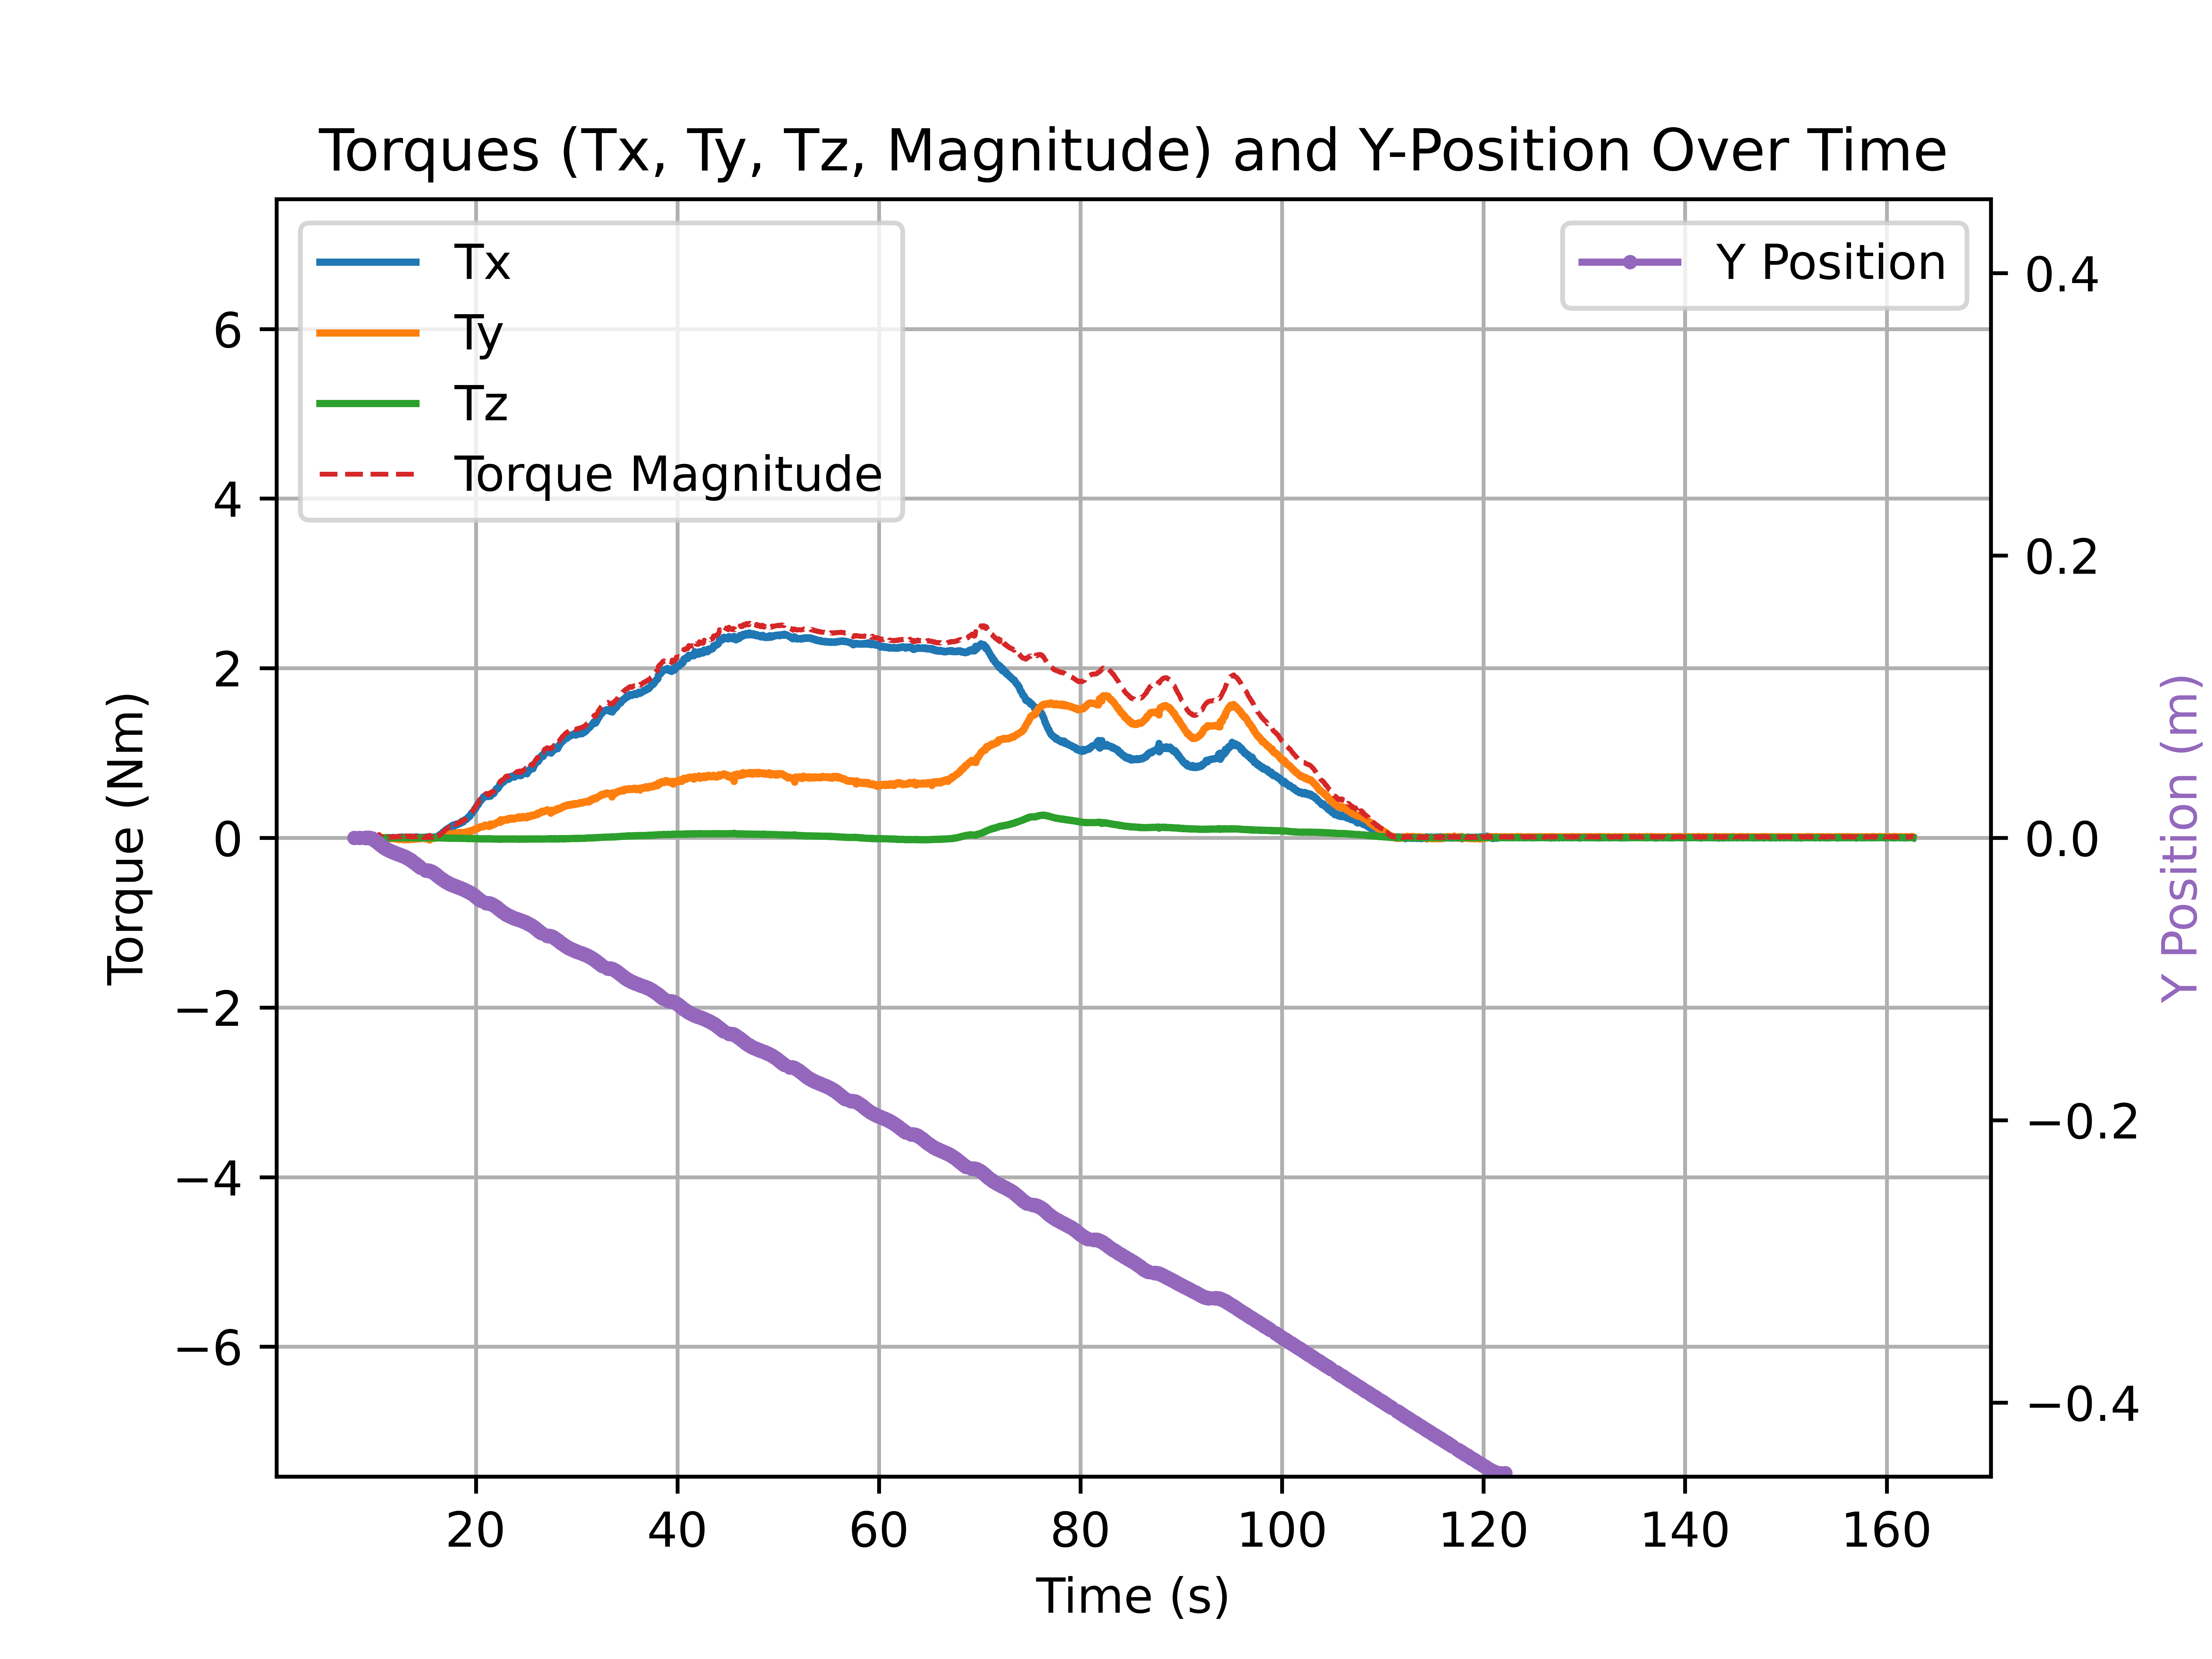 Torques (Tx, Ty, Tz, Magnitude) and Y-Position Over Time
Tx
Ty
Tz
Torque Magnitude
Y Position
6
4
2
0
−2
−4
−6
Torque (Nm)
0.4
0.2
0.0
−0.2
−0.4
Y Position (m)
20 40 60 80 100 120 140 160
Time (s)